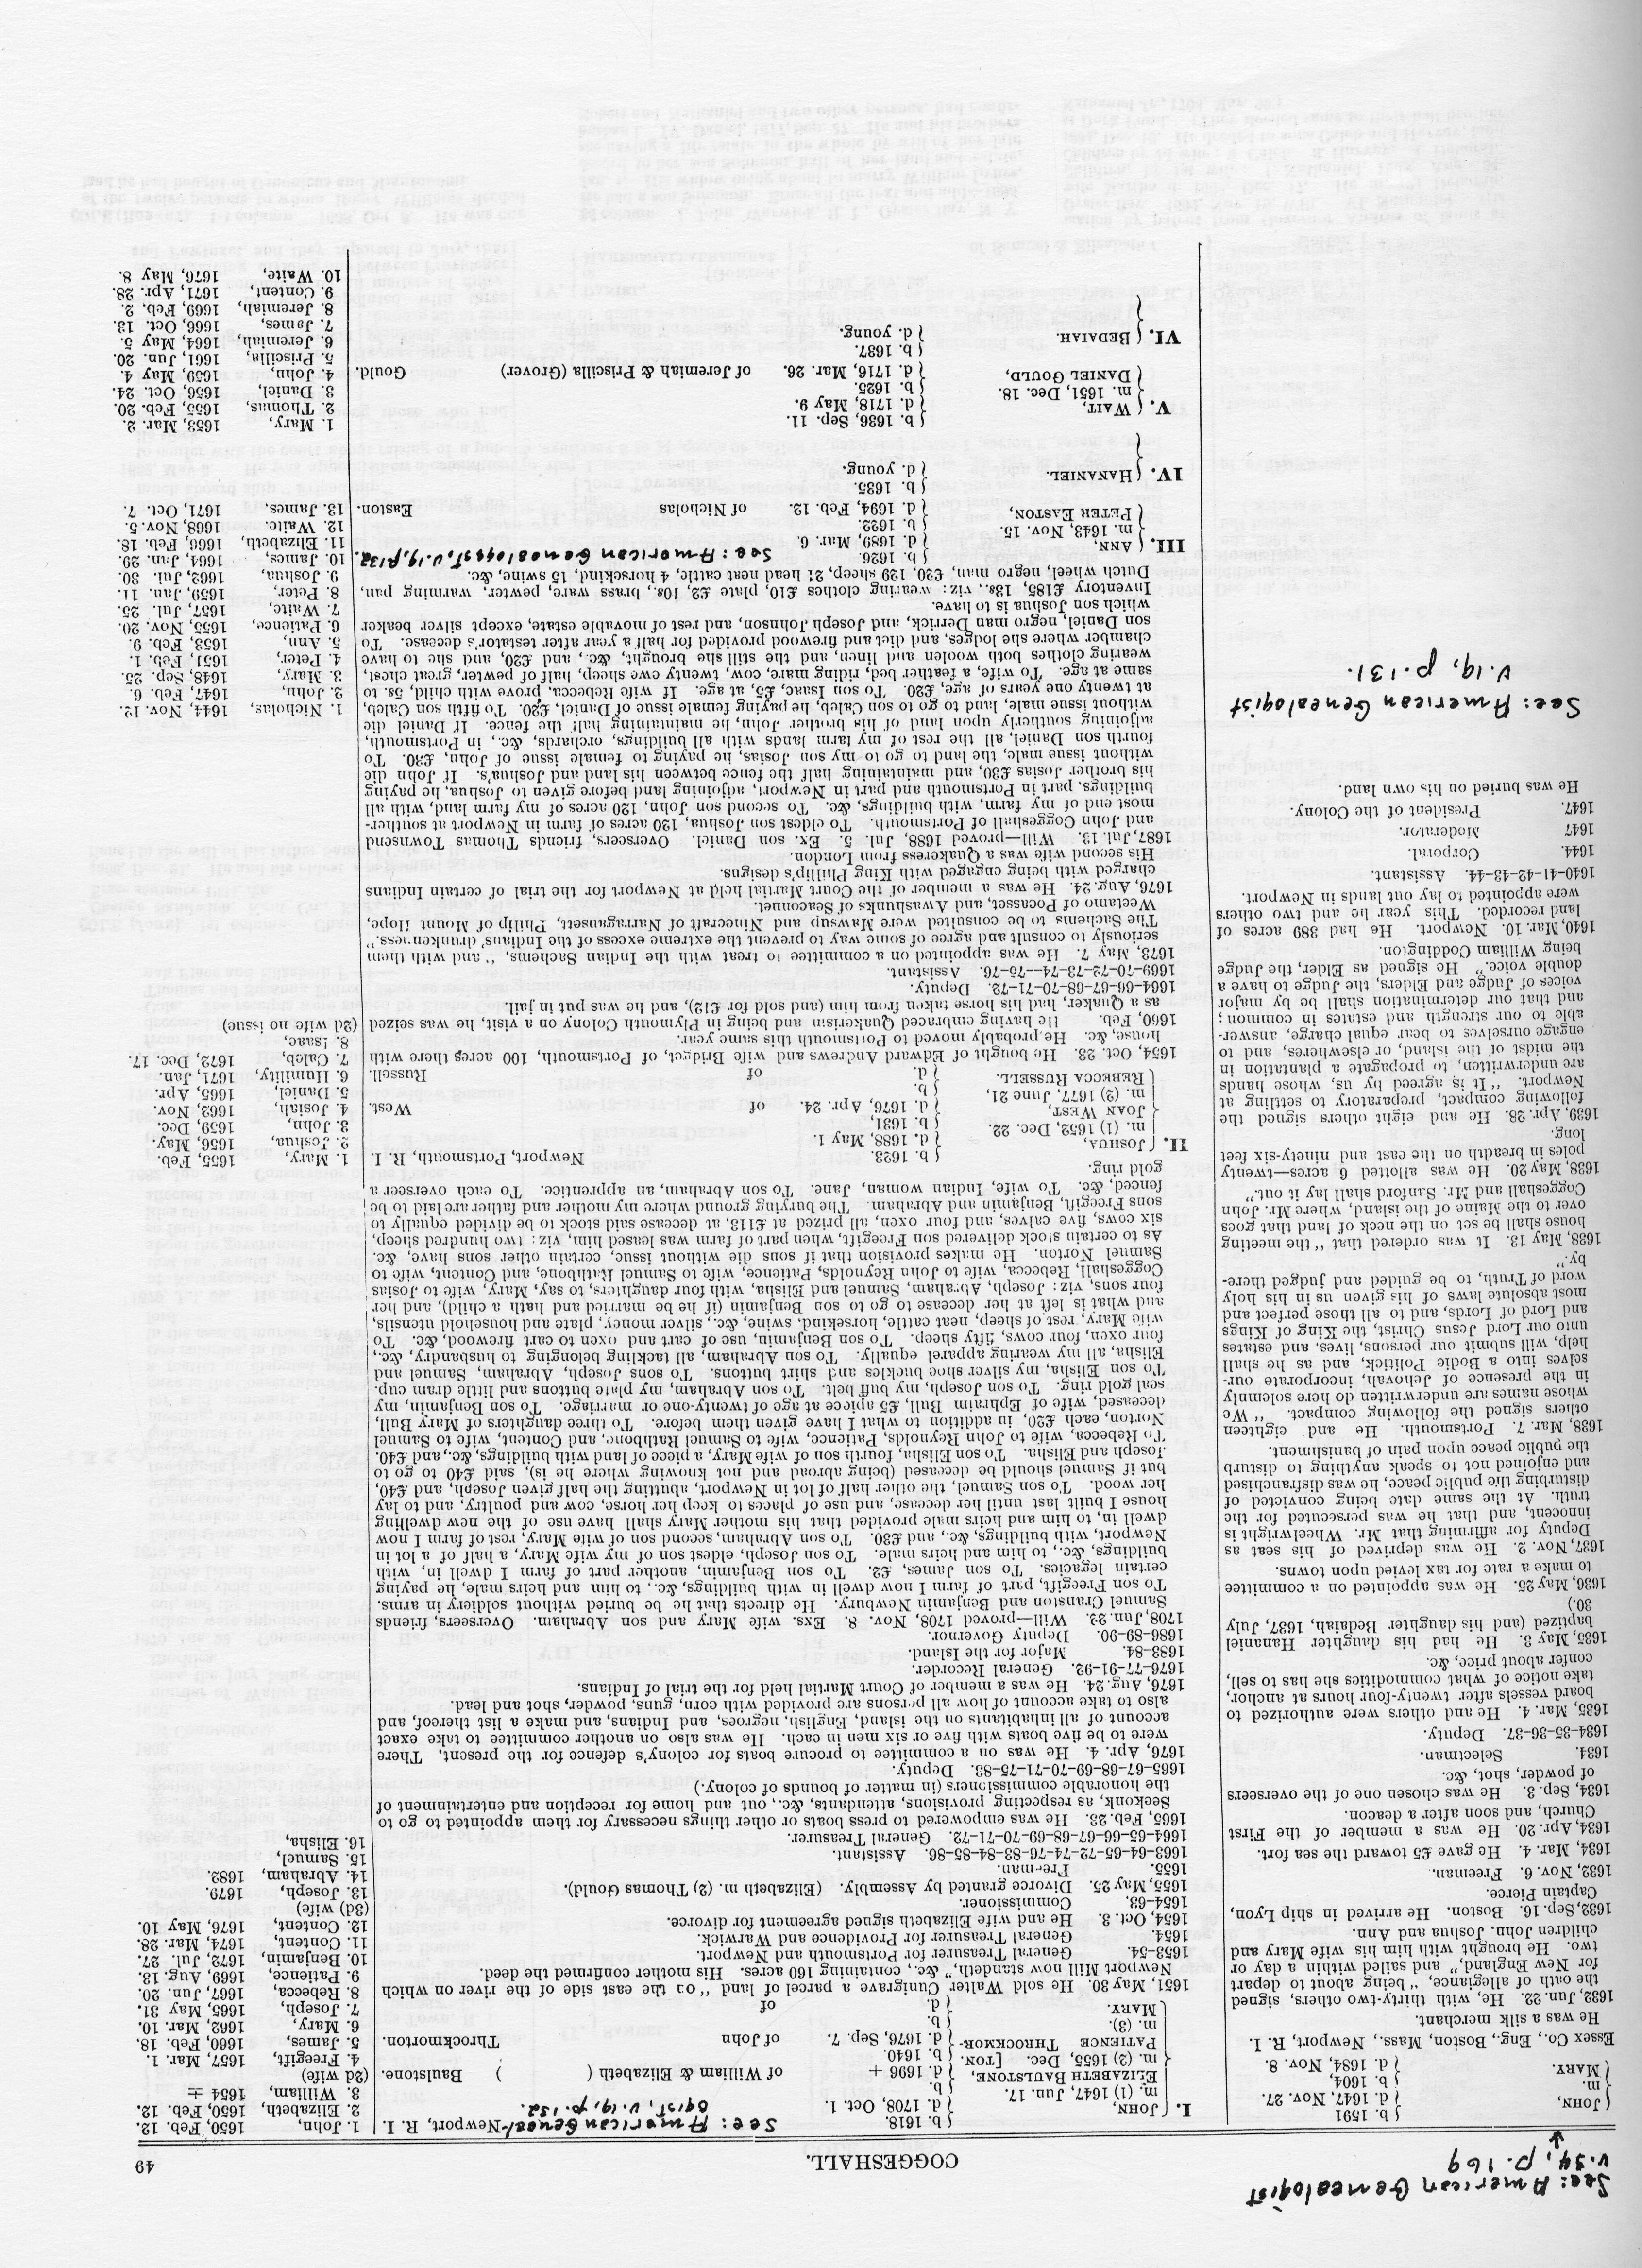 See: American Genealogist
v.34, p.169
COGGESHALL.
49
JOHN, b. 1591
d. 1647, Nov. 27.
m.
MARY. b. 1604,
d. 1684, Nov. 8.
Essex Co., Eng., Boston, Mass., Newport, R. I.
He was a silk merchant.
1632, Jun. 22. He, with thirty-two others, signed
the oath of allegiance, "being about to depart
for New England," and sailed within a day or
two. He brought with him his wife Mary and
children John, Joshua and Ann.
1632, Sep. 16. Boston. He arrived in ship Lyon,
Captain Pierce.
1632, Nov. 6. Freeman.
1634, Mar. 4. He gave £5 toward the sea fort.
1634, Apr. 20. He was a member of the First
Church, and soon after a deacon.
1634, Sep. 3. He was chosen one of the overseers
of powder, shot, &c.
1634. Selectman.
1634-35-36-37. Deputy.
1635, Mar. 4. He and others were authorized to
board vessels after twenty-four hours at anchor,
take notice of what commodities she has to sell,
confer about price, &c.
1635, May 3. He had his daughter Hananiel
baptized (and his daughter Bedaiah, 1637, July
30.)
1636, May 25. He was appointed on a committee
to make a rate for tax levied upon towns.
1637, Nov. 2. He was deprived of his seat as
Deputy for affirming that Mr. Wheelwright is
innocent, and that he was persecuted for the
truth. At the same date being convicted of
disturbing the public peace, he was disfranchised
and enjoined not to speak anything to disturb
the public peace upon pain of banishment.
1638, Mar. 7. Portsmouth. He and eighteen
others signed the following compact. "We
whose names are underwritten do here solemnly
in the presence of Jehovah, incorporate our-
selves into a Bodie Politick, and as he shall
help, will submit our persons, lives, and estates
unto our Lord Jesus Christ, the King of Kings
and Lord of Lords, and to all those perfect and
most absolute laws of his given us in his holy
word of Truth, to be guided and judged there-
by."
1638, May 13. It was ordered that "the meeting
house shall be set on the neck of land that goes
over to the Maine of the island, where Mr. John
Coggeshall and Mr. Sanford shall lay it out."
1638, May 20. He was allotted 6 acres—twenty
poles in breadth on the east and ninety-six feet
long.
1639, Apr. 28. He and eight others signed the
following compact, preparatory to settling at
Newport. "It is agreed by us, whose hands
are underwritten, to propagate a plantation in
the midst of the island, or elsewheres, and to
engage ourselves to bear equal charge, answer-
able to our strength and estates in common;
and that our determination shall be by major
voices of Judge and Elders, the Judge to have a
double voice." He signed as Elder, the Judge
being William Coddington.
1640, Mar. 10. Newport. He had 389 acres of
land recorded. This year he and two others
were appointed to lay out lands in Newport.
1640-41-42-43-44. Assistant.
1644. Corporal.
1647 Moderator.
1647. President of the Colony.
He was buried on his own land.
See: American Genealogist
v.19, p.131.
I. JOHN, b. 1618.
d. 1708, Oct. 1.
See: American Geneal-
ogist, v.19, p.132.
Newport, R. I.
m. (1) 1647, Jun. 17.
ELIZABETH BAULSTONE, b.
d. 1696 + of William & Elizabeth ( ) Baulstone.
m. (2) 1655, Dec. [TON. b. 1640.
PATIENCE THROCKMOR- d. 1676, Sep. 7. of John Throckmorton.
m. (3).
MARY. b.
d. of
1651, May 30. He sold Walter Cunigrave a parcel of land "on the east side of the river on which
Newport Mill now standeth," &c., containing 160 acres. His mother confirmed the deed.
1653-54. General Treasurer for Portsmouth and Newport.
1654. General Treasurer for Providence and Warwick.
1654, Oct. 3. He and wife Elizabeth signed agreement for divorce.
1654-63. Commissioner.
1655, May 25. Divorce granted by Assembly. (Elizabeth m. (2) Thomas Gould).
1655. Freeman.
1663-64-65-72-74-76-83-84-85-86. Assistant.
1664-65-66-67-68-69-70-71-72. General Treasurer.
1665, Feb. 23. He was empowered to press boats or other things necessary for them appointed to go to
Seekonk, as respecting provisions, attendants, &c., out and home for reception and entertainment of
the honorable commissioners (in matter of bounds of colony.)
1665-67-68-69-70-71-75-83. Deputy.
1676, Apr. 4. He was on a committee to procure boats for colony's defence for the present. There
were to be five boats with five or six men in each. He was also on another committee to take exact
account of all inhabitants on the island, English, negroes, and Indians, and make a list thereof, and
also to take account of how all persons are provided with corn, guns, powder, shot and lead.
1676, Aug. 24. He was a member of Court Martial held for the trial of Indians.
1676-77-91-92. General Recorder.
1683-84. Major for the Island.
1686-89-90. Deputy Governor.
1708, Jun. 22. Will—proved 1708, Nov. 8. Exs. wife Mary and son Abraham. Overseers, friends
Samuel Cranston and Benjamin Newbury. He directs that he be buried without soldiery in arms.
To son Freegift, part of farm I now dwell in with buildings, &c., to him and heirs male, he paying
certain legacies. To son James, £2. To son Benjamin, another part of farm I dwell in, with
buildings, &c., to him and heirs male. To son Joseph, eldest son of my wife Mary, a half of a lot in
Newport, with buildings, &c., and £30. To son Abraham, second son of wife Mary, rest of farm I now
dwell in, to him and heirs male provided that his mother Mary shall have use of the new dwelling
house I built last until her decease, and use of places to keep her horse, cow and poultry, and to lay
her wood. To son Samuel, the other half of lot in Newport, abutting the half given Joseph, and £40,
but if Samuel should be deceased (being abroad and not knowing where he is), said £40 to go to
Joseph and Elisha. To son Elisha, fourth son of wife Mary, a piece of land with buildings, &c., and £40.
To Rebecca, wife to John Reynolds, Patience, wife to Samuel Rathbone, and Content, wife to Samuel
Norton, each £20, in addition to what I have given them before. To three daughters of Mary Bull,
deceased, wife of Ephraim Bull, £5 apiece at age of twenty-one or marriage. To son Benjamin, my
seal gold ring. To son Joseph, my buff belt. To son Abraham, my plate buttons and little dram cup.
To son Elisha, my silver shoe buckles and shirt buttons. To sons Joseph, Abraham, Samuel and
Elisha, all my wearing apparel equally. To son Abraham, all tackling belonging to husbandry, &c.,
four oxen, four cows, fifty sheep. To son Benjamin, use of cart and oxen to cart firewood, &c. To
wife Mary, rest of sheep, neat cattle, horsekind, swine, &c., silver money, plate and household utensils,
and what is left at her decease to go to son Benjamin (if he be married and hath a child), and her
four sons, viz: Joseph, Abraham, Samuel and Elisha, with four daughters, to say, Mary, wife to Josias
Coggeshall, Rebecca, wife to John Reynolds, Patience, wife to Samuel Rathbone, and Content, wife to
Samuel Norton. He makes provision that if sons die without issue, certain other sons have, &c.
As to certain stock delivered son Freegift, when part of farm was leased him, viz: two hundred sheep,
six cows, five calves, and four oxen, all prized at £113, at decease said stock to be divided equally to
sons Freegift, Benjamin and Abraham. The burying ground where my mother and father are laid to be
fenced, &c. To wife, Indian woman, Jane. To son Abraham, an apprentice. To each overseer a
gold ring.
II. JOSHUA, b. 1623.
d. 1688, May 1. Newport, Portsmouth, R. I.
m. (1) 1652, Dec. 22.
JOAN WEST, b. 1631,
d. 1676, Apr. 24. of West.
m. (2) 1677, June 21,
REBECCA RUSSELL. b.
d. of Russell.
1654, Oct. 23. He bought of Edward Andrews and wife Bridget, of Portsmouth, 100 acres there with
house, &c. He probably moved to Portsmouth this same year.
1660, Feb. He having embraced Quakerism and being in Plymouth Colony on a visit, he was seized
as a Quaker, had his horse taken from him (and sold for £12), and he was put in jail.
1664-66-67-68-70-71-72. Deputy.
1669-70-72-73-74—75-76. Assistant.
1673, May 7. He was appointed on a committee to treat with the Indian Sachems, "and with them
seriously to consult and agree of some way to prevent the extreme excess of the Indians' drunkenness."
The Sachems to be consulted were Mawsup and Ninecraft of Narragansett, Philip of Mount Hope,
Weetamo of Pocasset, and Awashunks of Seaconnet.
1676, Aug. 24. He was a member of the Court Martial held at Newport for the trial of certain Indians
charged with being engaged with King Philip's designs.
His second wife was a Quakeress from London.
1687, Jul. 13. Will—proved 1688, Jul. 5. Ex. son Daniel. Overseers, friends Thomas Townsend
and John Coggeshall of Portsmouth. To eldest son Joshua, 120 acres of farm in Newport at souther-
most end of my farm, with buildings, &c. To second son John, 120 acres of my farm land, with all
buildings, part in Portsmouth and part in Newport, adjoining land before given to Joshua, he paying
his brother Josias £30, and maintaining half the fence between his land and Joshua's. If John die
without issue male, the land to go to my son Josias, he paying to female issue of John, £30. To
fourth son Daniel, all the rest of my farm lands with all buildings, orchards, &c., in Portsmouth,
adjoining southerly upon land of his brother John, he maintaining half the fence. If Daniel die
without issue male, land to go to son Caleb, he paying female issue of Daniel, £20. To fifth son Caleb,
at twenty one years of age, £20. To son Isaac, £5, at age. If wife Rebecca, prove with child, 5s. to
same at age. To wife, a feather bed, riding mare, cow, twenty ewe sheep, half of pewter, great chest,
wearing clothes both woolen and linen, and the still she brought, &c., and £20, and she to have
chamber where she lodges, and diet and firewood provided for half a year after testator's decease. To
son Daniel, negro man Derrick, and Joseph Johnson, and rest of movable estate, except silver beaker
which son Joshua is to have.
Inventory £185, 13s., viz: wearing clothes £10, plate £2, 10s., brass ware, pewter, warming pan,
Dutch wheel, negro man, £20, 129 sheep, 21 head neat cattle, 4 horsekind, 15 swine, &c.
III. ANN, b. 1626.
d. 1689, Mar. 6.
See: American Genealogist, v.19, p.132.
m. 1643, Nov. 15.
PETER EASTON, b. 1622.
d. 1694, Feb. 12. of Nicholas Easton.
IV. HANANIEL. b. 1635.
d. young.
V. WAIT, b. 1636, Sep. 11.
d. 1718, May 9.
m. 1651, Dec. 18.
DANIEL GOULD, b. 1625.
d. 1716, Mar. 26. of Jeremiah & Priscilla (Grover) Gould.
VI. BEDAIAH. b. 1637.
d. young.
1. John, 1650, Feb. 12.
2. Elizabeth, 1650, Feb. 12.
3. William, 1654 ±
(2d wife)
4. Freegift, 1657, Mar. 1.
5. James, 1660, Feb. 18.
6. Mary, 1662, Mar. 10.
7. Joseph, 1665, May 31.
8. Rebecca, 1667, Jun. 20.
9. Patience, 1669, Aug. 13.
10. Benjamin, 1672, Jul. 27.
11. Content, 1674, Mar. 28.
12. Content, 1676, May 10.
(3d) wife)
13. Joseph, 1679.
14. Abraham, 1682.
15. Samuel,
16. Elisha,
1. Mary, 1655, Feb.
2. Joshua, 1656, May.
3. John, 1659, Dec.
4. Josiah, 1662, Nov.
5. Daniel, 1665, Apr.
6. Humility, 1671, Jan.
7. Caleb, 1672, Dec. 17.
8. Isaac,
(2d wife no issue)
1. Nicholas, 1644, Nov. 12.
2. John, 1647, Feb. 6.
3. Mary, 1648, Sep. 25.
4. Peter, 1651, Feb. 1.
5. Ann, 1653, Feb. 9.
6. Patience, 1655, Nov. 20.
7. Waite, 1657, Jul. 25.
8. Peter, 1659, Jan. 11.
9. Joshua, 1662, Jul. 30.
10. James, 1664, Jan. 29.
11. Elizabeth, 1666, Feb. 18.
12. Waite. 1668, Nov. 5.
13. James, 1671, Oct. 7.
1. Mary, 1653, Mar. 2.
2. Thomas, 1655, Feb. 20.
3. Daniel, 1656, Oct. 24.
4. John, 1659, May 4.
5. Priscilla, 1661, Jun. 20.
6. Jeremiah, 1664, May 5.
7. James, 1666, Oct. 13.
8. Jeremiah, 1669, Feb. 2.
9. Content, 1671, Apr. 28.
10. Waite, 1676, May 8.